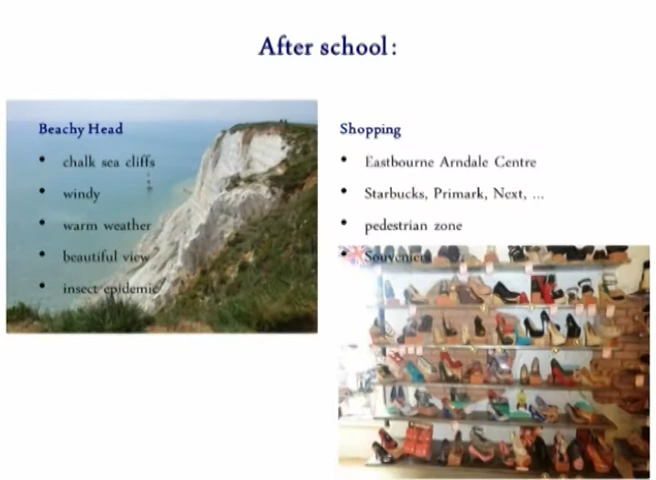 After school:
Beachy Head
• chalk sea cliffs
• windy
• warm weather
• beautiful view
• insect epidemic
Shopping
• Eastbourne Arndale Centre
• Starbucks, Primark, Next, ...
• pedestrian zone
• Souveniers